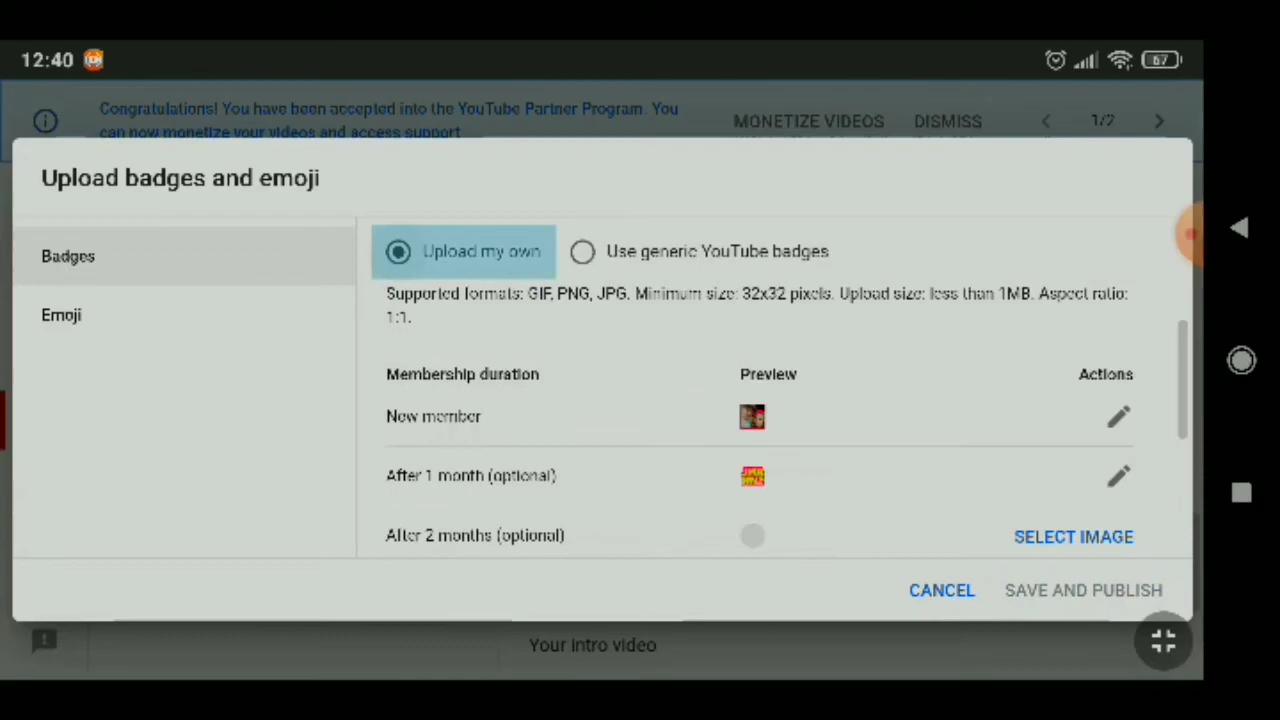 12:40
67
Congratulations! You have been accepted into the YouTube Partner Program. You
can now monetize your videos and access support
MONETIZE VIDEOS
DISMISS
1/2
Upload badges and emoji
Badges
Emoji
Upload my own
Use generic YouTube badges
Supported formats: GIF, PNG, JPG. Minimum size: 32x32 pixels. Upload size: less than 1MB. Aspect ratio:
1:1.
Membership duration
Preview
Actions
New member
After 1 month (optional)
After 2 months (optional)
SELECT IMAGE
CANCEL
SAVE AND PUBLISH
Your intro video